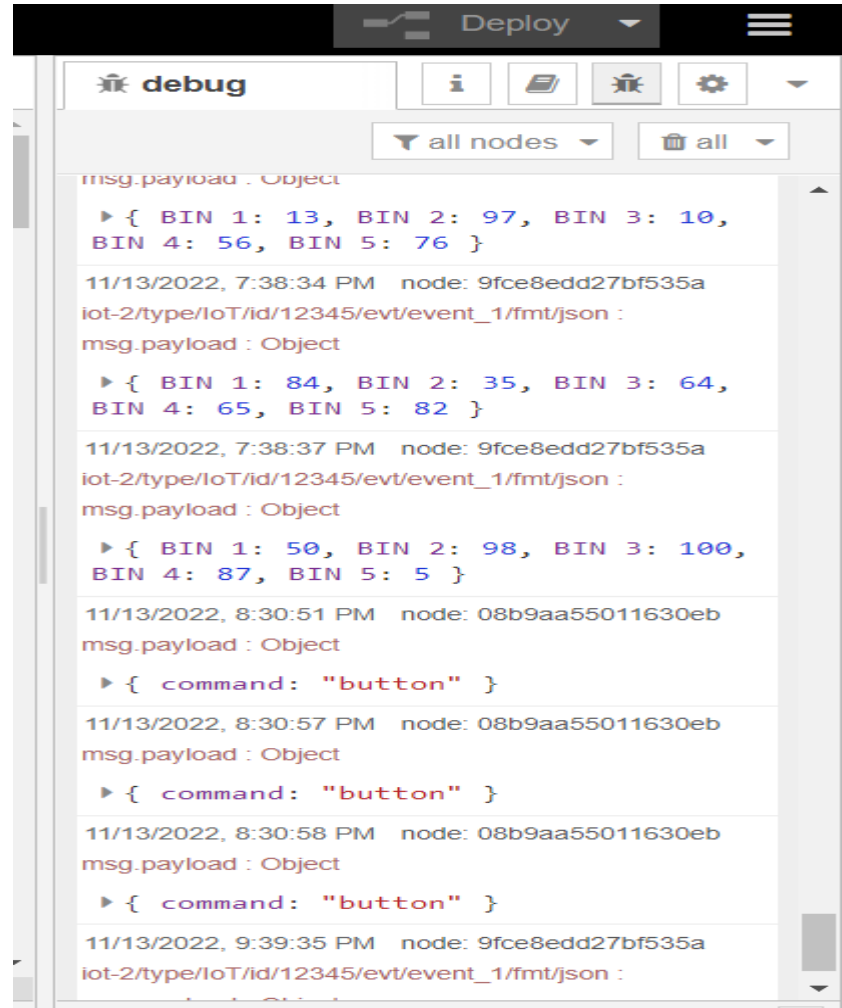 Deploy
debug
all nodes
all
msg.payload : Object
{ BIN 1: 13, BIN 2: 97, BIN 3: 10,
BIN 4: 56, BIN 5: 76 }
11/13/2022, 7:38:34 PM node: 9fce8edd27bf535a
iot-2/type/IoT/id/12345/evt/event_1/fmt/json :
msg.payload : Object
{ BIN 1: 84, BIN 2: 35, BIN 3: 64,
BIN 4: 65, BIN 5: 82 }
11/13/2022, 7:38:37 PM node: 9fce8edd27bf535a
iot-2/type/IoT/id/12345/evt/event_1/fmt/json :
msg.payload : Object
{ BIN 1: 50, BIN 2: 98, BIN 3: 100,
BIN 4: 87, BIN 5: 5 }
11/13/2022, 8:30:51 PM node: 08b9aa55011630eb
msg.payload : Object
{ command: "button" }
11/13/2022, 8:30:57 PM node: 08b9aa55011630eb
msg.payload : Object
{ command: "button" }
11/13/2022, 8:30:58 PM node: 08b9aa55011630eb
msg.payload : Object
{ command: "button" }
11/13/2022, 9:39:35 PM node: 9fce8edd27bf535a
iot-2/type/IoT/id/12345/evt/event_1/fmt/json :